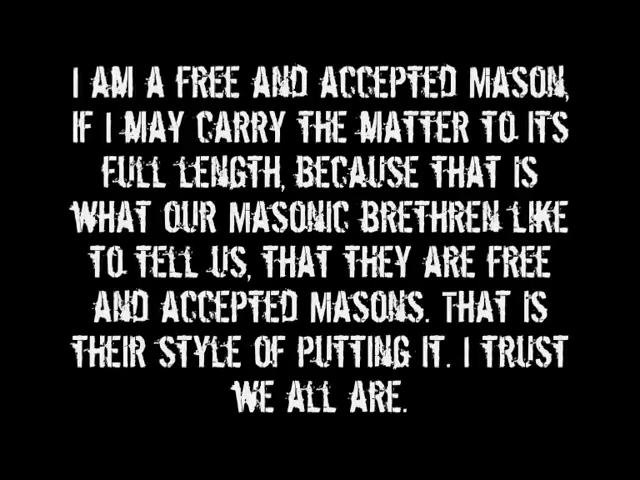 I AM A FREE AND ACCEPTED MASON,
IF I MAY CARRY THE MATTER TO ITS
FULL LENGTH, BECAUSE THAT IS
WHAT OUR MASONIC BRETHREN LIKE
TO TELL US, THAT THEY ARE FREE
AND ACCEPTED MASONS. THAT IS
THEIR STYLE OF PUTTING IT. I TRUST
WE ALL ARE.